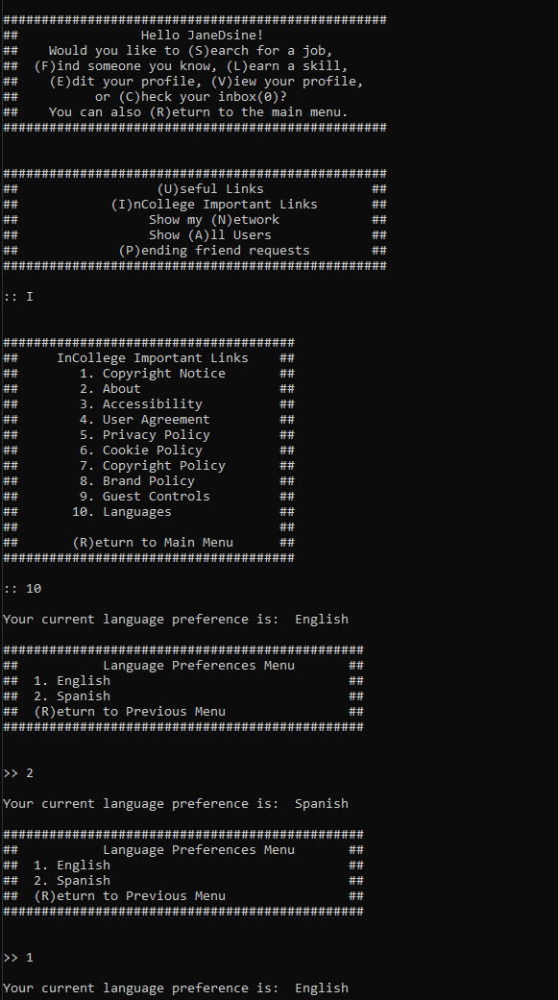 ##################################################
##                Hello JaneDsine!
##    Would you like to (S)earch for a job,
##  (F)ind someone you know, (L)earn a skill,
##    (E)dit your profile, (V)iew your profile,
##          or (C)heck your inbox(0)?
##    You can also (R)eturn to the main menu.
##################################################
##################################################
##                  (U)seful Links              ##
##            (I)nCollege Important Links       ##
##                 Show my (N)etwork            ##
##                 Show (A)ll Users             ##
##             (P)ending friend requests        ##
##################################################
:: I
######################################
##     InCollege Important Links    ##
##        1. Copyright Notice       ##
##        2. About                  ##
##        3. Accessibility          ##
##        4. User Agreement         ##
##        5. Privacy Policy         ##
##        6. Cookie Policy          ##
##        7. Copyright Policy       ##
##        8. Brand Policy           ##
##        9. Guest Controls         ##
##       10. Languages              ##
##                                  ##
##       (R)eturn to Main Menu      ##
######################################
:: 10
Your current language preference is:  English
###############################################
##           Language Preferences Menu       ##
##  1. English                               ##
##  2. Spanish                               ##
##  (R)eturn to Previous Menu                ##
###############################################
>> 2
Your current language preference is:  Spanish
###############################################
##           Language Preferences Menu       ##
##  1. English                               ##
##  2. Spanish                               ##
##  (R)eturn to Previous Menu                ##
###############################################
>> 1
Your current language preference is:  English